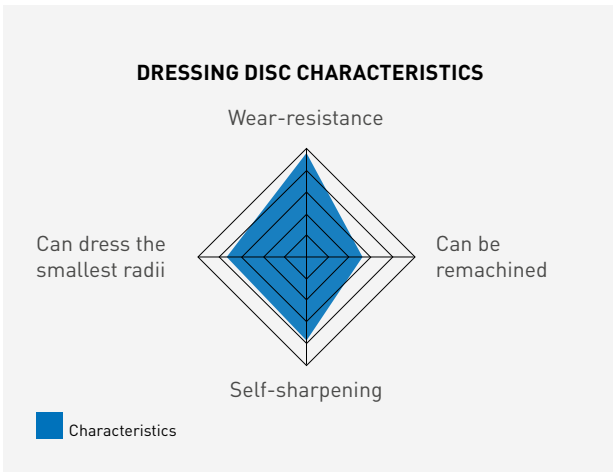 DRESSING DISC CHARACTERISTICS
Wear-resistance
Can dress the
smallest radii
Can be
remachined
Self-sharpening
Characteristics